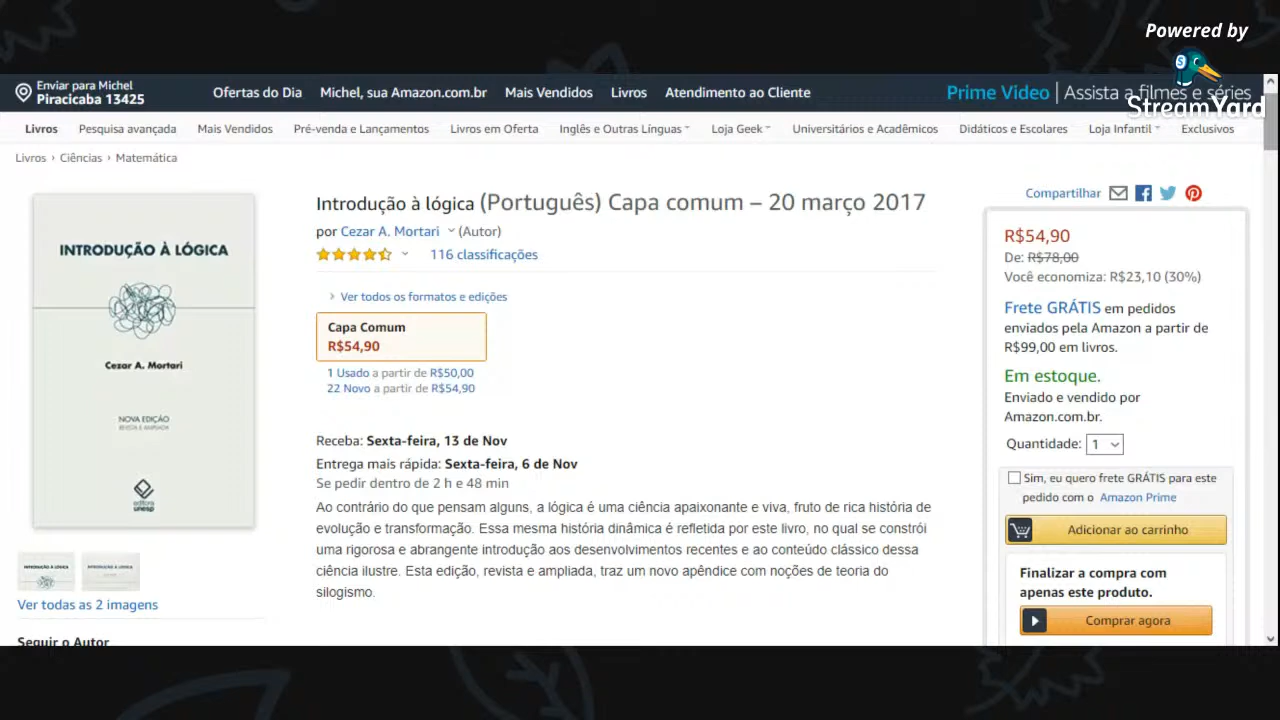 Powered by
StreamYard
Enviar para Michel
Piracicaba 13425
Ofertas do Dia
Michel, sua Amazon.com.br
Mais Vendidos
Livros
Atendimento ao Cliente
Prime Video | Assista a filmes e séries
Livros
Pesquisa avançada
Mais Vendidos
Pré-venda e Lançamentos
Livros em Oferta
Inglês e Outras Línguas
Loja Geek
Universitários e Acadêmicos
Didáticos e Escolares
Loja Infantil
Exclusivos
Livros › Ciências › Matemática
INTRODUÇÃO À LÓGICA
Cezar A. Mortari
NOVA EDIÇÃO
REVISTA E AMPLIADA
editora
unesp
INTRODUÇÃO À LÓGICA
INTRODUÇÃO À LÓGICA
Ver todas as 2 imagens
Seguir o Autor
Introdução à lógica (Português) Capa comum – 20 março 2017
por Cezar A. Mortari (Autor)
116 classificações
› Ver todos os formatos e edições
Capa Comum
R$54,90
1 Usado a partir de R$50,00
22 Novo a partir de R$54,90
Receba: Sexta-feira, 13 de Nov
Entrega mais rápida: Sexta-feira, 6 de Nov
Se pedir dentro de 2 h e 48 min
Ao contrário do que pensam alguns, a lógica é uma ciência apaixonante e viva, fruto de rica história de
evolução e transformação. Essa mesma história dinâmica é refletida por este livro, no qual se constrói
uma rigorosa e abrangente introdução aos desenvolvimentos recentes e ao conteúdo clássico dessa
ciência ilustre. Esta edição, revista e ampliada, traz um novo apêndice com noções de teoria do
silogismo.
Compartilhar
R$54,90
De: R$78,00
Você economiza: R$23,10 (30%)
Frete GRÁTIS em pedidos
enviados pela Amazon a partir de
R$99,00 em livros.
Em estoque.
Enviado e vendido por
Amazon.com.br.
Quantidade: 1
Sim, eu quero frete GRÁTIS para este
pedido com o Amazon Prime
Adicionar ao carrinho
Finalizar a compra com
apenas este produto.
Comprar agora